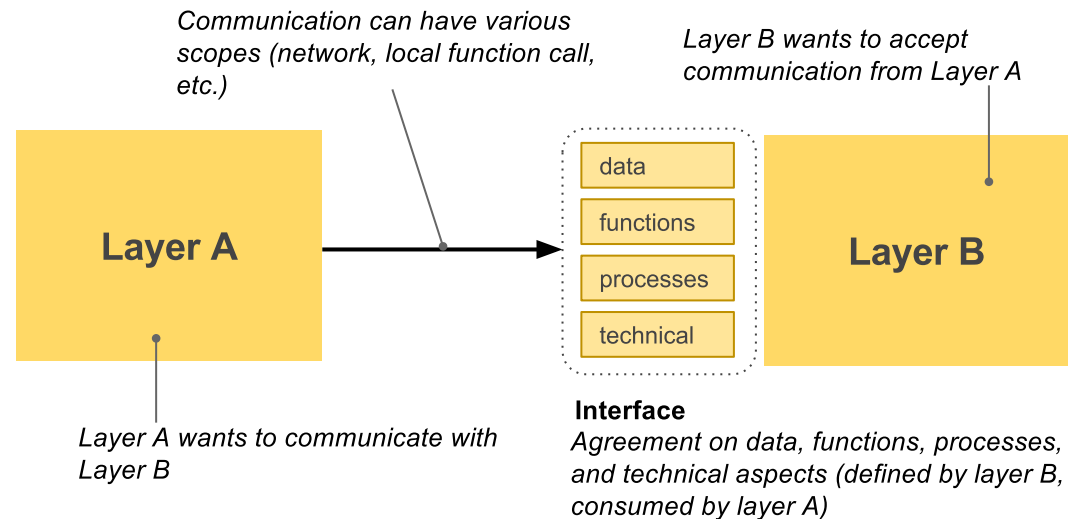 Communication can have various
scopes (network, local function call,
etc.)
Layer B wants to accept
communication from Layer A
Layer A
data
functions
processes
technical
Layer B
Layer A wants to communicate with
Layer B
Interface
Agreement on data, functions, processes,
and technical aspects (defined by layer B,
consumed by layer A)